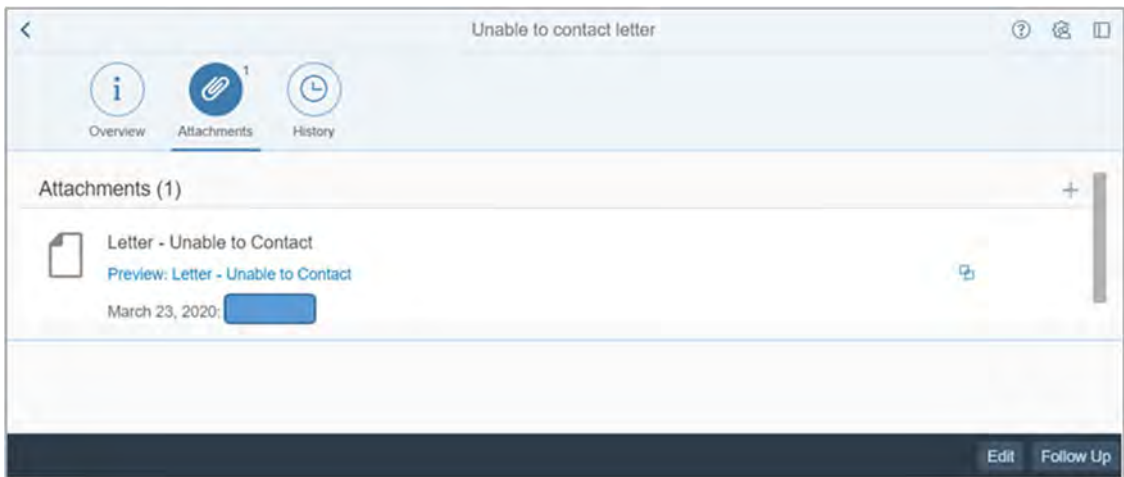 Unable to contact letter
1
Overview Attachments History
Attachments (1)
Letter - Unable to Contact
Preview: Letter - Unable to Contact
March 23, 2020:
Edit Follow Up